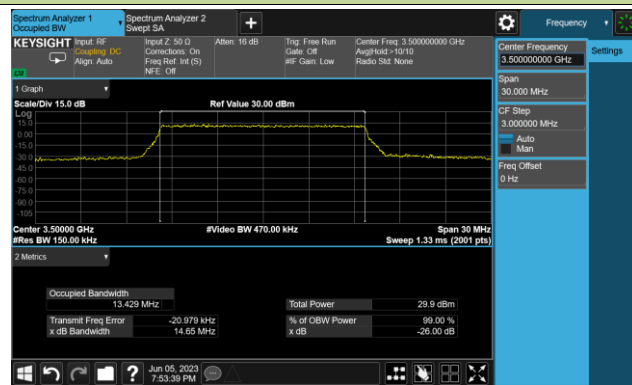 Spectrum Analyzer 1
Occupied BW
Spectrum Analyzer 2
Swept SA
+
Frequency
KEYSIGHT
Input: RF
Coupling: DC
Align: Auto
Input Z: 50 Ω
Corrections: On
Freq Ref: Int (S)
NFE: Off
Atten: 16 dB
Trig: Free Run
Gate: Off
#IF Gain: Low
Center Freq: 3.500000000 GHz
Avg|Hold:>10/10
Radio Std: None
Center Frequency
3.500000000 GHz
Settings
Span
30.000 MHz
CF Step
3.000000 MHz
Auto
Man
Freq Offset
0 Hz
1 Graph
Scale/Div 15.0 dB
Ref Value 30.00 dBm
Log
15.0
0.00
-15.0
-30.0
-45.0
-60.0
-75.0
-90.0
-105
Center 3.50000 GHz
#Video BW 470.00 kHz
Span 30 MHz
#Res BW 150.00 kHz
Sweep 1.33 ms (2001 pts)
2 Metrics
Occupied Bandwidth
13.429 MHz
Total Power
29.9 dBm
Transmit Freq Error
-20.979 kHz
% of OBW Power
99.00 %
x dB Bandwidth
14.65 MHz
x dB
-26.00 dB
?
Jun 05, 2023
7:53:39 PM